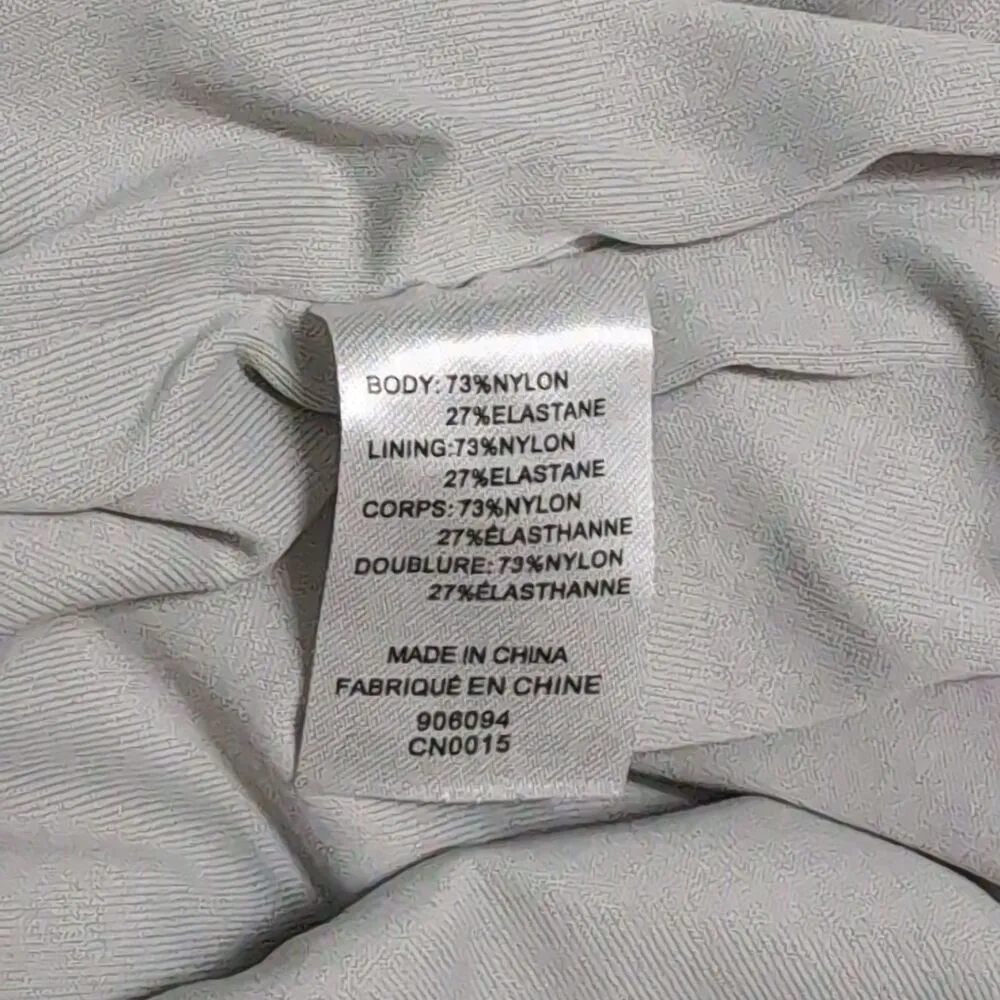 BODY: 73%NYLON
27%ELASTANE
LINING:73%NYLON
27%ELASTANE
CORPS: 73%NYLON
27%ÉLASTHANNE
DOUBLURE: 73%NYLON
27%ÉLASTHANNE
MADE IN CHINA
FABRIQUÉ EN CHINE
906094
CN0015